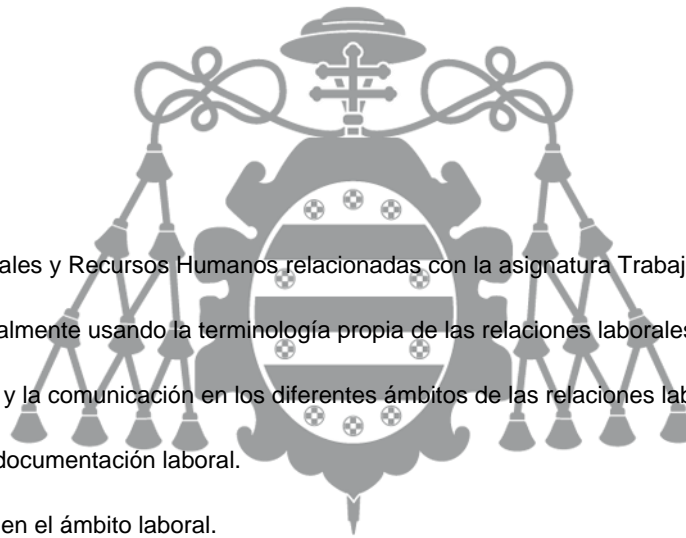 ales y Recursos Humanos relacionadas con la asignatura Trabaj
almente usando la terminología propia de las relaciones laborales
y la comunicación en los diferentes ámbitos de las relaciones lab
documentación laboral.
en el ámbito laboral.